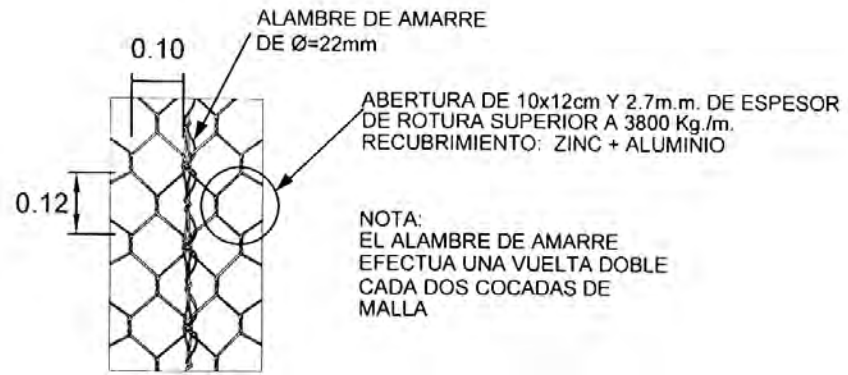 ALAMBRE DE AMARRE
DE Ø=22mm
0.10
ABERTURA DE 10x12cm Y 2.7m.m. DE ESPESOR
DE ROTURA SUPERIOR A 3800 Kg./m.
RECUBRIMIENTO: ZINC + ALUMINIO
0.12
NOTA:
EL ALAMBRE DE AMARRE
EFECTUA UNA VUELTA DOBLE
CADA DOS COCADAS DE
MALLA